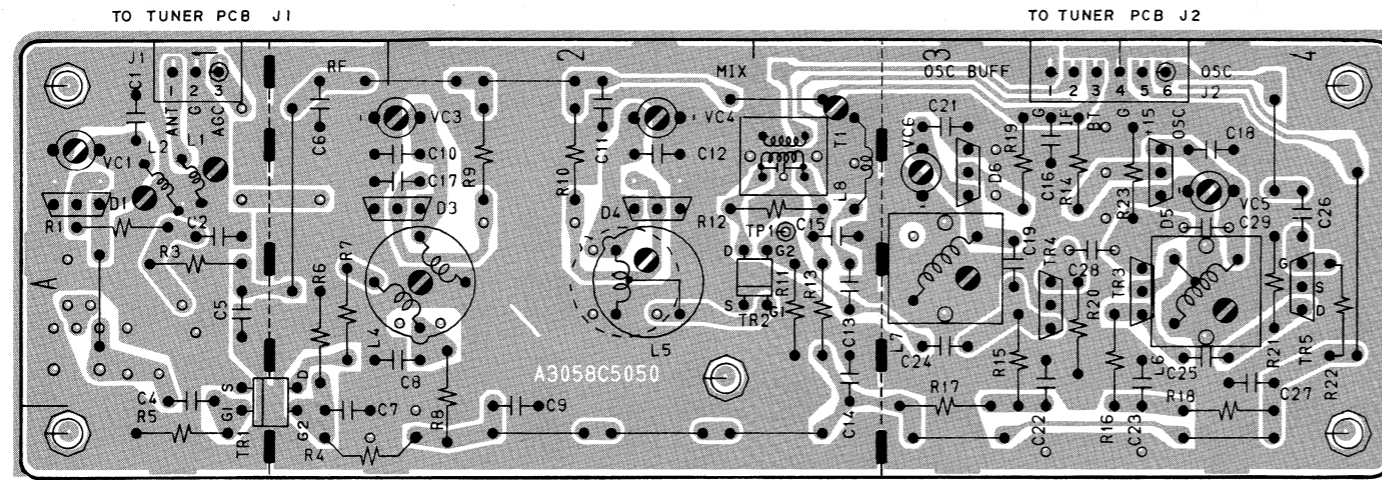 TO TUNER PCB J1
TO TUNER PCB J2
J1
RF
2
MIX
3
OSC BUFF
OSC
4
1 2 3
1 2 3 4 5 6
J2
C1
ANT
G
AGC
C6
VC3
C11
VC4
T1
C21
VC6
R19
G
C16
TF
R14
BT
G
R23
+15
OSC
C18
L2
L1
VC1
C10
C17
R9
R10
C12
L8
D6
D1
D3
D4
R12
TP1
C15
D5
VC5
C29
C26
R1
C2
R3
R7
R6
D
G2
C19
TR4
C28
TR3
G
S
D
A
C5
L4
S
G1
TR2
R11
R13
C13
R20
L5
L7
C24
R15
L6
C25
R21
TR5
R22
C8
A3058C5050
C4
S
D
R5
G1
G2
TR1
C7
R4
R8
C9
C14
R17
C22
R16
C23
R18
C27